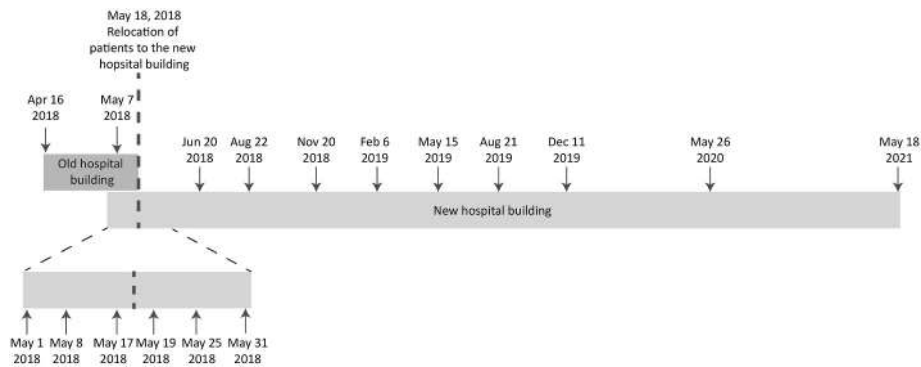 May 18, 2018
Relocation of
patients to the new
hopsital building
Apr 16
2018
May 7
2018
Jun 20
2018
Aug 22
2018
Nov 20
2018
Feb 6
2019
May 15
2019
Aug 21
2019
Dec 11
2019
May 26
2020
May 18
2021
Old hospital
building
New hospital building
May 1
2018
May 8
2018
May 17
2018
May 19
2018
May 25
2018
May 31
2018